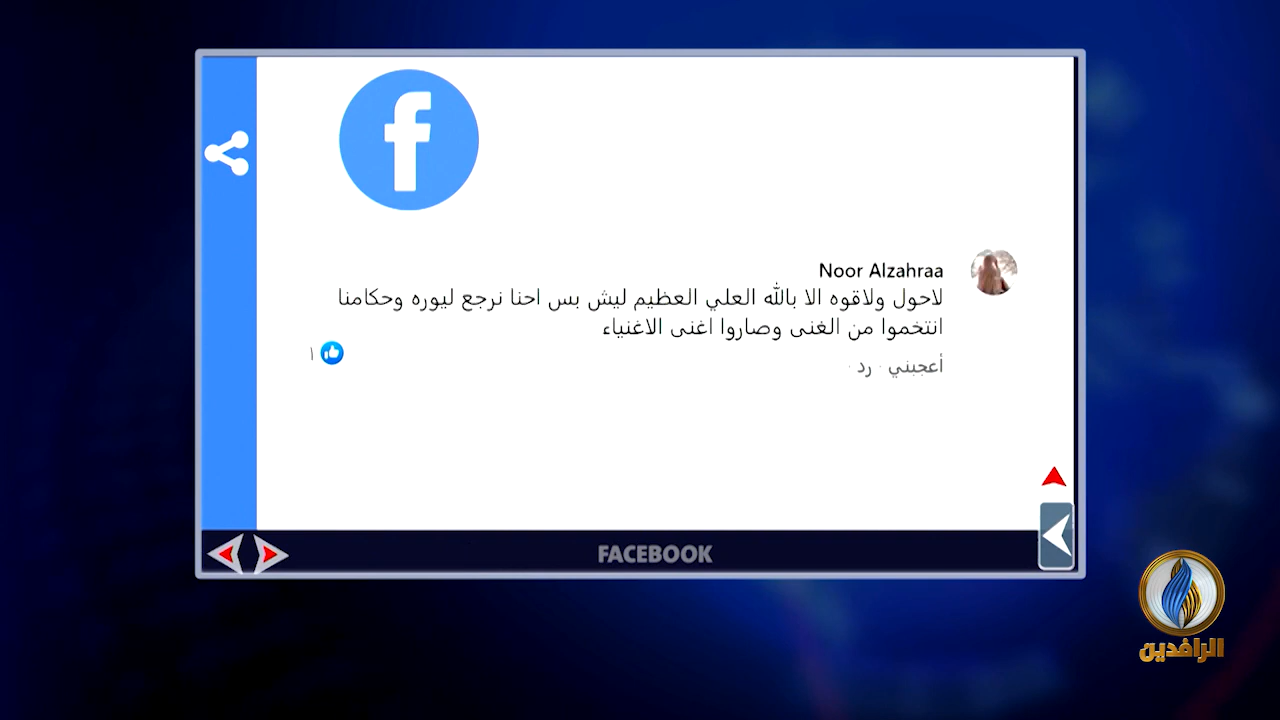 Noor Alzahraa
لاحول ولاقوه الا بالله العلي العظيم ليش بس احنا نرجع ليوره وحكامنا
انتخموا من الغنى وصاروا اغنى الاغنياء
١
أعجبني · رد ·
FACEBOOK
الرافدين